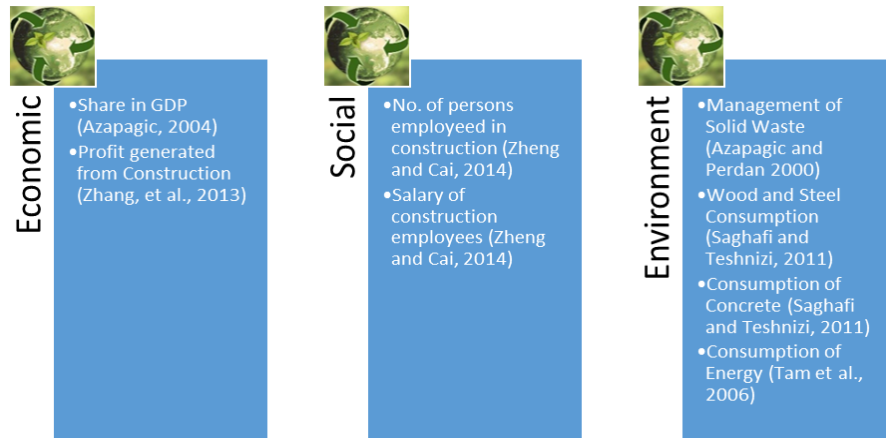 Economic
•Share in GDP
(Azapagic, 2004)
•Profit generated
from Construction
(Zhang, et al., 2013)
Social
•No. of persons
employeed in
construction (Zheng
and Cai, 2014)
•Salary of
construction
employees (Zheng
and Cai, 2014)
Environment
•Management of
Solid Waste
(Azapagic and
Perdan 2000)
•Wood and Steel
Consumption
(Saghafi and
Teshnizi, 2011)
•Consumption of
Concrete (Saghafi
and Teshnizi, 2011)
•Consumption of
Energy (Tam et al.,
2006)